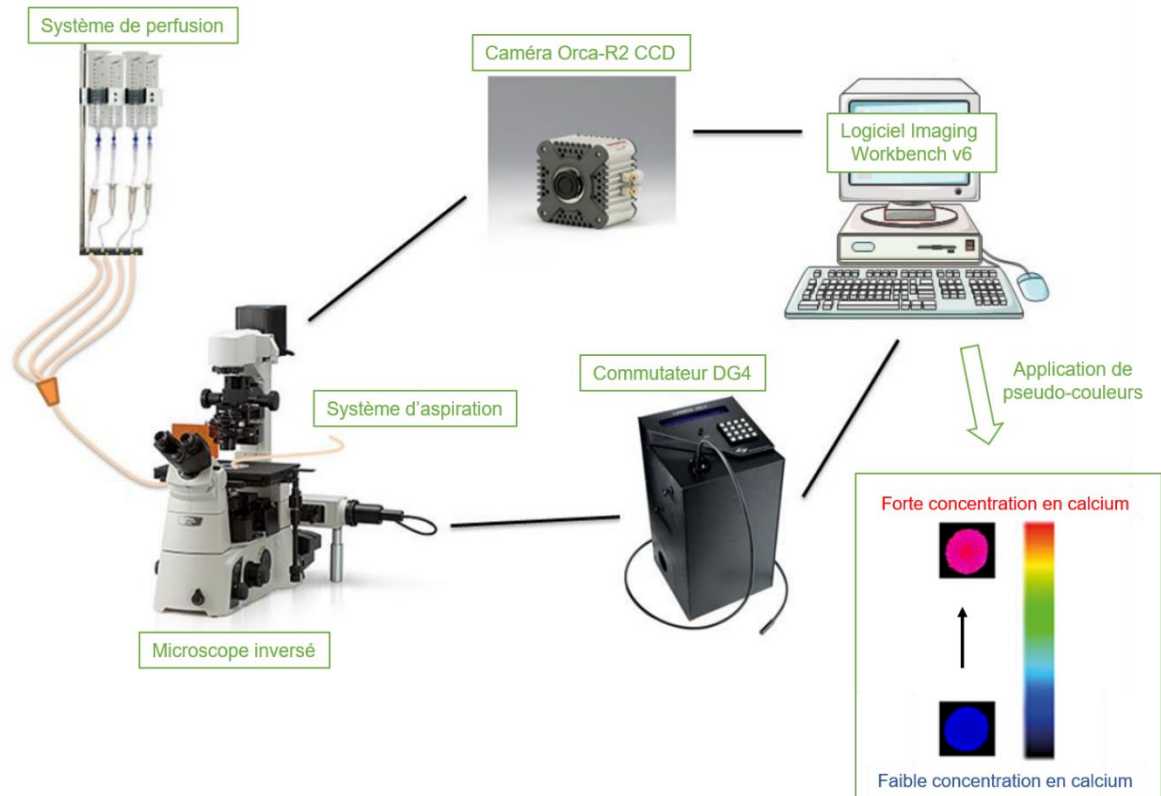 Système de perfusion
Caméra Orca-R2 CCD
Logiciel Imaging
Workbench v6
Commutateur DG4
Application de
pseudo-couleurs
Système d'aspiration
Microscope inversé
Forte concentration en calcium
Faible concentration en calcium